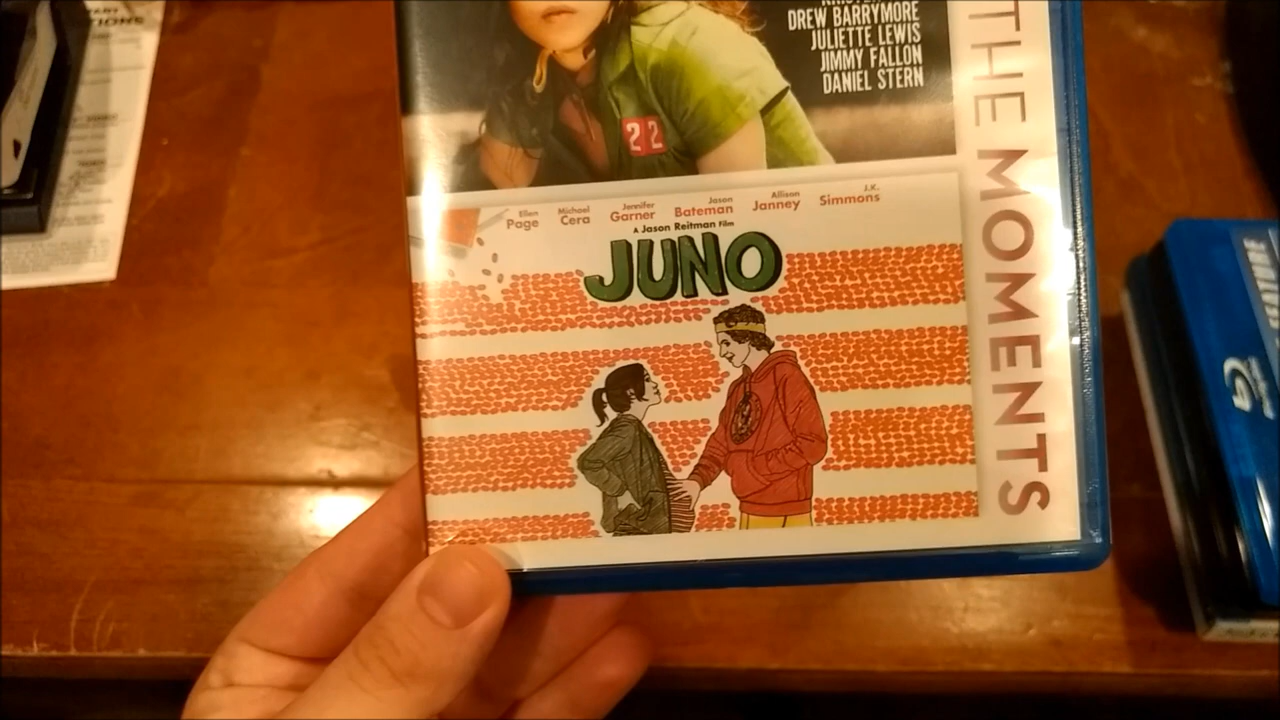 DREW BARRYMORE
JULIETTE LEWIS
JIMMY FALLON
DANIEL STERN
22
THE MOMENTS
Ellen Page
Michael Cera
Jennifer Garner
Jason Bateman
Allison Janney
J.K. Simmons
A Jason Reitman Film
JUNO